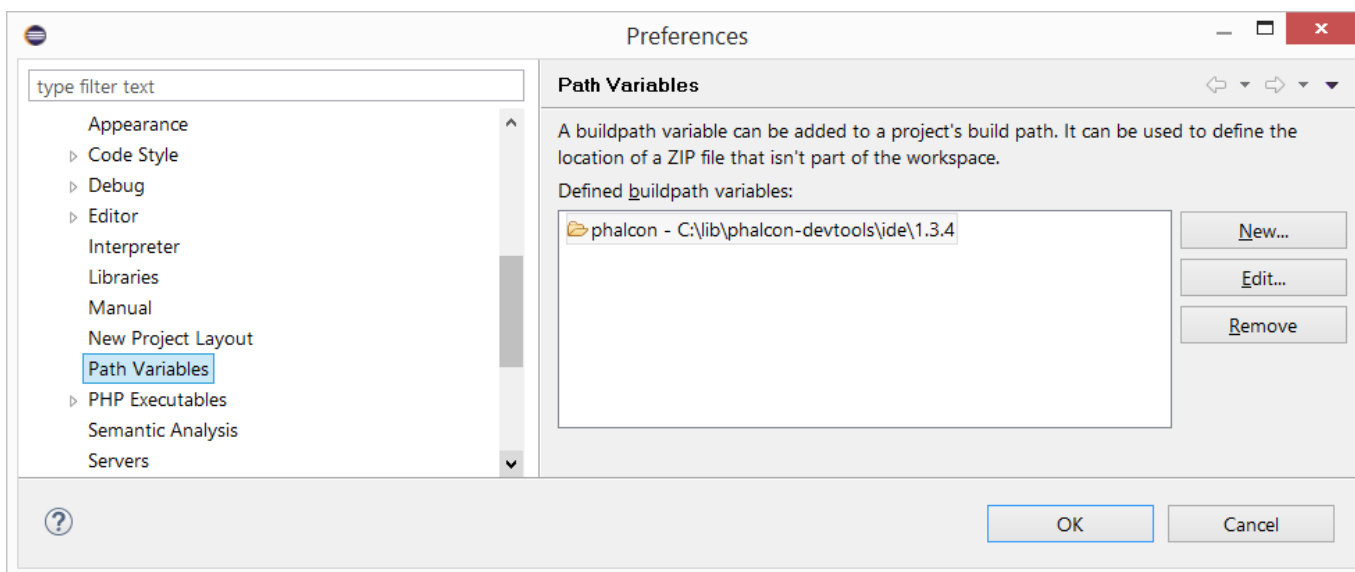 Preferences
type filter text
Appearance
Code Style
Debug
Editor
Interpreter
Libraries
Manual
New Project Layout
Path Variables
PHP Executables
Semantic Analysis
Servers
Path Variables
A buildpath variable can be added to a project's build path. It can be used to define the
location of a ZIP file that isn't part of the workspace.
Defined buildpath variables:
phalcon - C:\lib\phalcon-devtools\ide\1.3.4
New...
Edit...
Remove
OK
Cancel